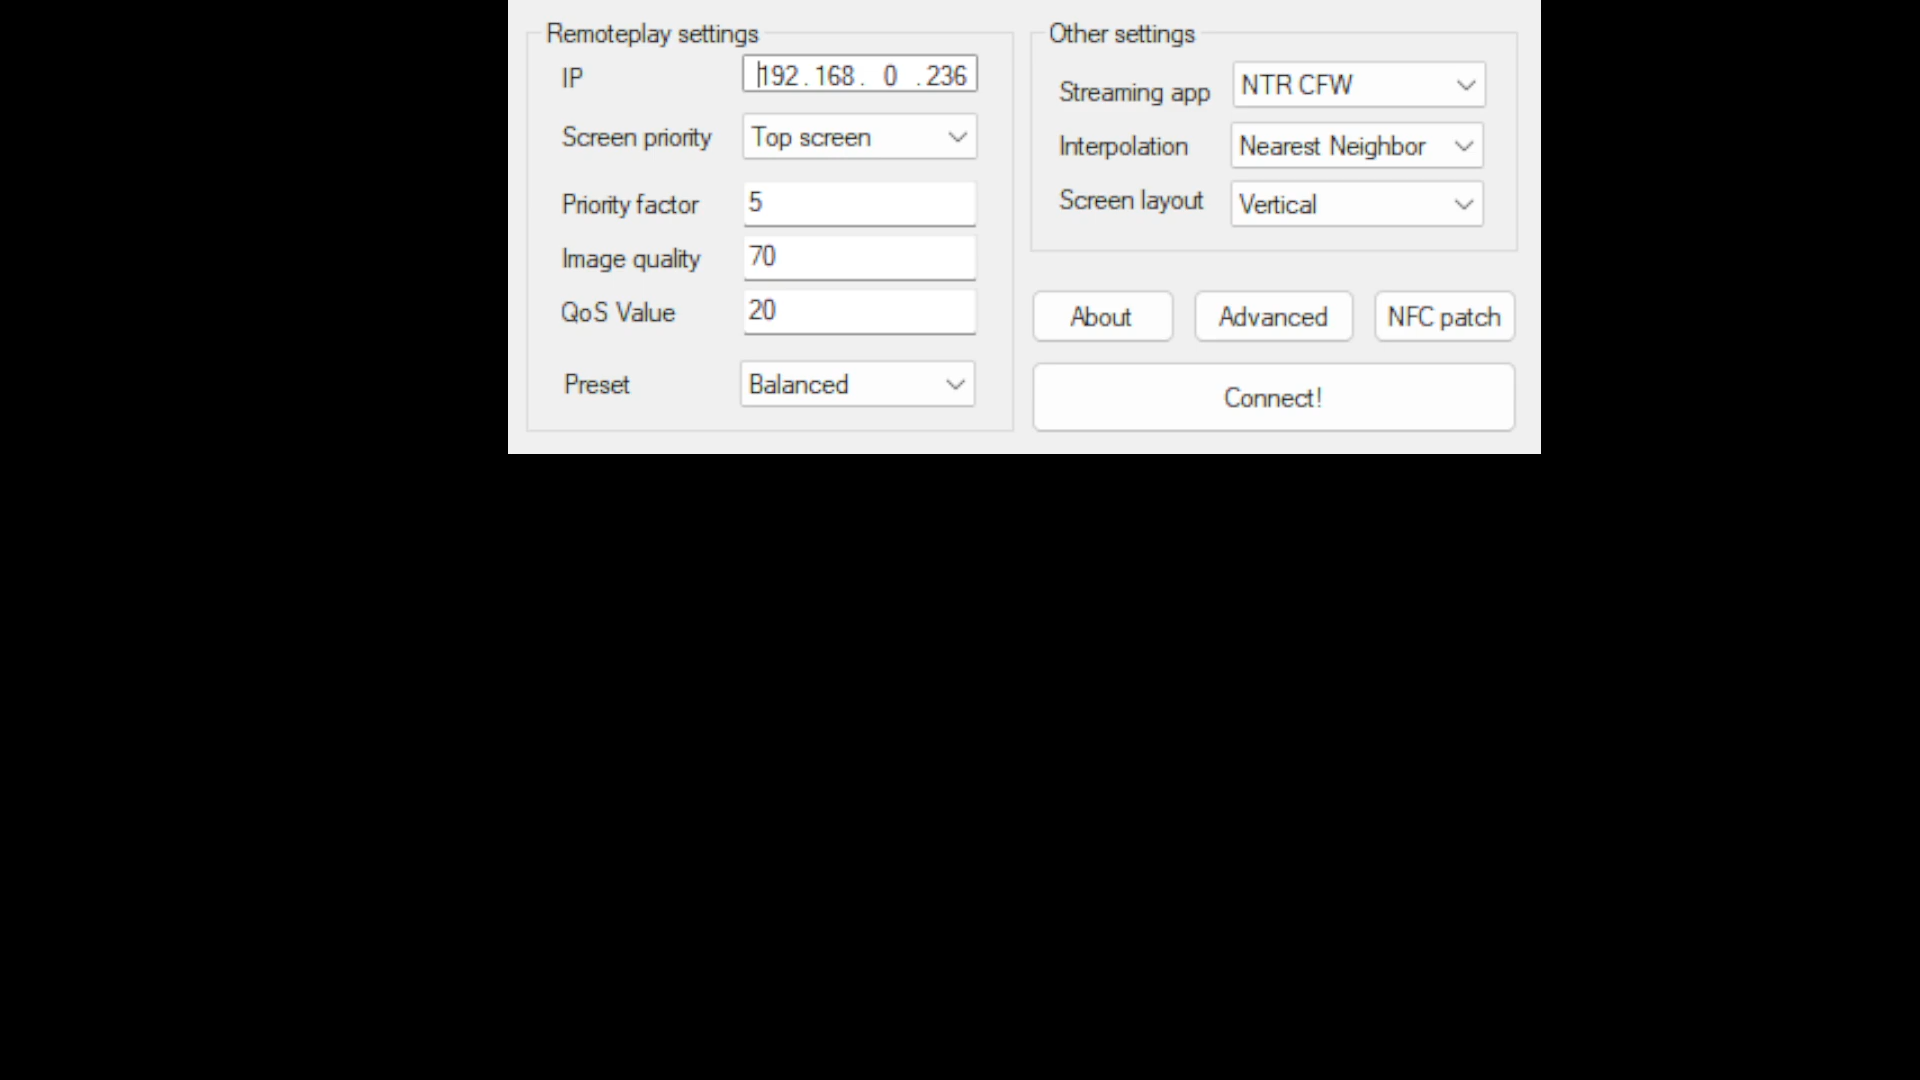 Remoteplay settings
IP
192.168. 0 .236
Screen priority
Top screen
Priority factor
5
Image quality
70
QoS Value
20
Preset
Balanced
Other settings
Streaming app
NTR CFW
Interpolation
Nearest Neighbor
Screen layout
Vertical
About
Advanced
NFC patch
Connect!